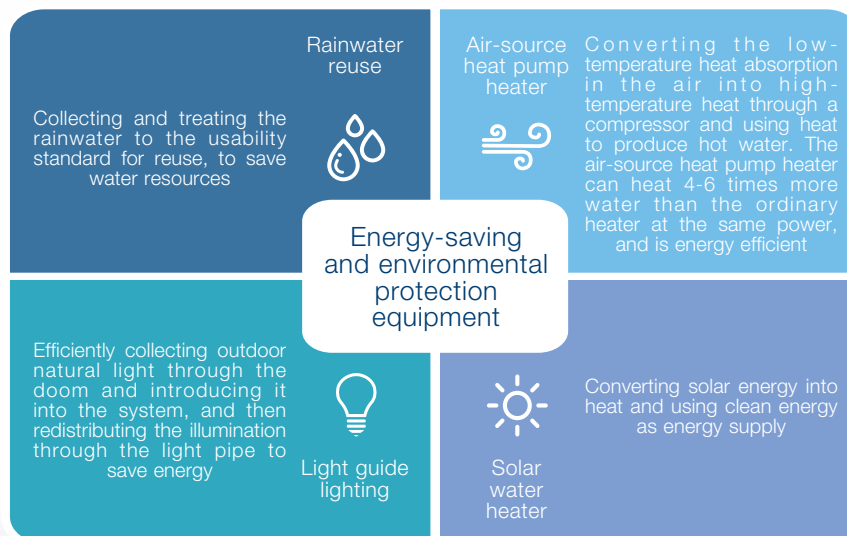 Rainwater
reuse
Collecting and treating the
rainwater to the usability
standard for reuse, to save
water resources
Air-source
heat pump
heater
Converting the low-
temperature heat absorption
in the air into high-
temperature heat through a
compressor and using heat
to produce hot water. The
air-source heat pump heater
can heat 4-6 times more
water than the ordinary
heater at the same power,
and is energy efficient
Energy-saving
and environmental
protection
equipment
Efficiently collecting outdoor
natural light through the
doom and introducing it
into the system, and then
redistributing the illumination
through the light pipe to
save energy
Light guide
lighting
Solar
water
heater
Converting solar energy into
heat and using clean energy
as energy supply